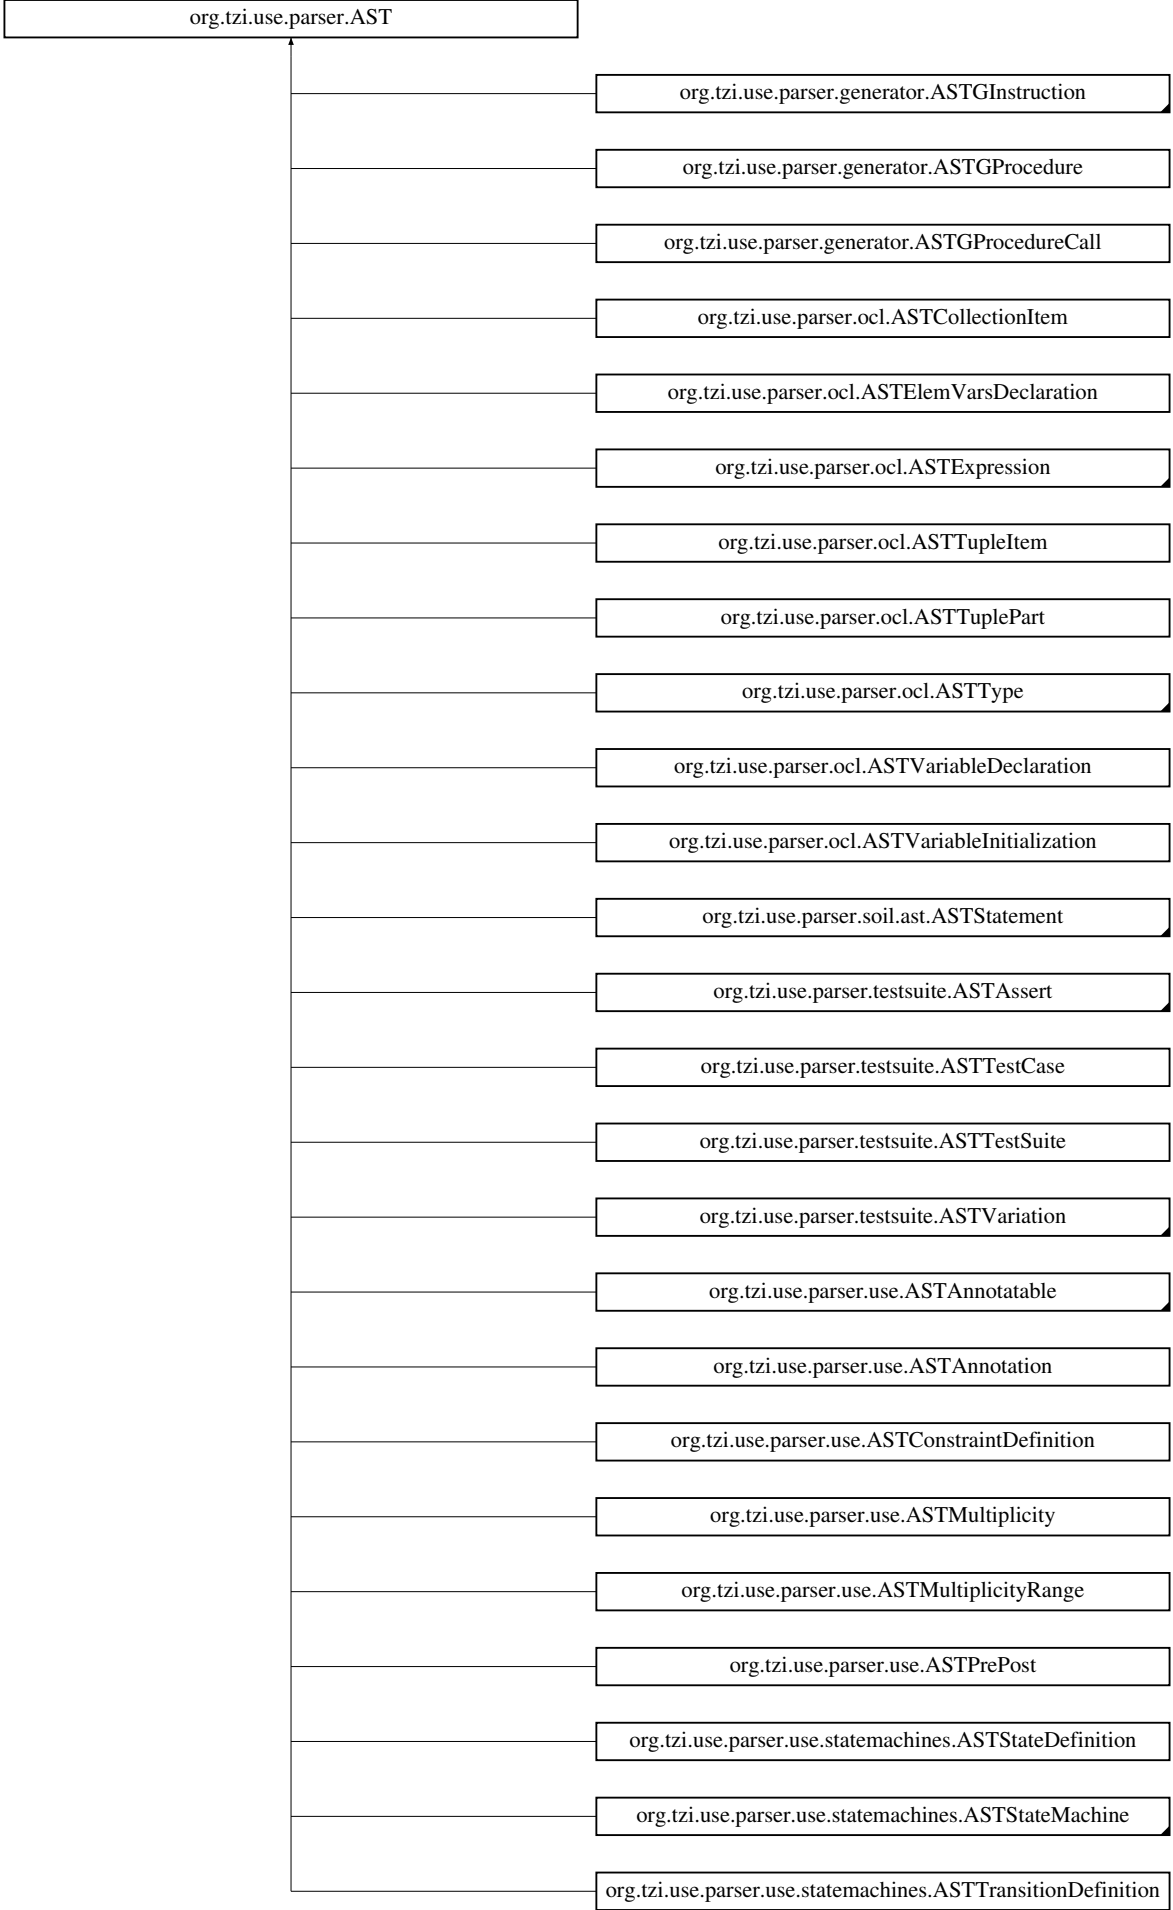 org.tzi.use.parser.AST
org.tzi.use.parser.generator.ASTGInstruction
org.tzi.use.parser.generator.ASTGProcedure
org.tzi.use.parser.generator.ASTGProcedureCall
org.tzi.use.parser.ocl.ASTCollectionItem
org.tzi.use.parser.ocl.ASTElemVarsDeclaration
org.tzi.use.parser.ocl.ASTExpression
org.tzi.use.parser.ocl.ASTTupleItem
org.tzi.use.parser.ocl.ASTTuplePart
org.tzi.use.parser.ocl.ASTType
org.tzi.use.parser.ocl.ASTVariableDeclaration
org.tzi.use.parser.ocl.ASTVariableInitialization
org.tzi.use.parser.soil.ast.ASTStatement
org.tzi.use.parser.testsuite.ASTAssert
org.tzi.use.parser.testsuite.ASTTestCase
org.tzi.use.parser.testsuite.ASTTestSuite
org.tzi.use.parser.testsuite.ASTVariation
org.tzi.use.parser.use.ASTAnnotatable
org.tzi.use.parser.use.ASTAnnotation
org.tzi.use.parser.use.ASTConstraintDefinition
org.tzi.use.parser.use.ASTMultiplicity
org.tzi.use.parser.use.ASTMultiplicityRange
org.tzi.use.parser.use.ASTPrePost
org.tzi.use.parser.use.statemachines.ASTStateDefinition
org.tzi.use.parser.use.statemachines.ASTStateMachine
org.tzi.use.parser.use.statemachines.ASTTransitionDefinition